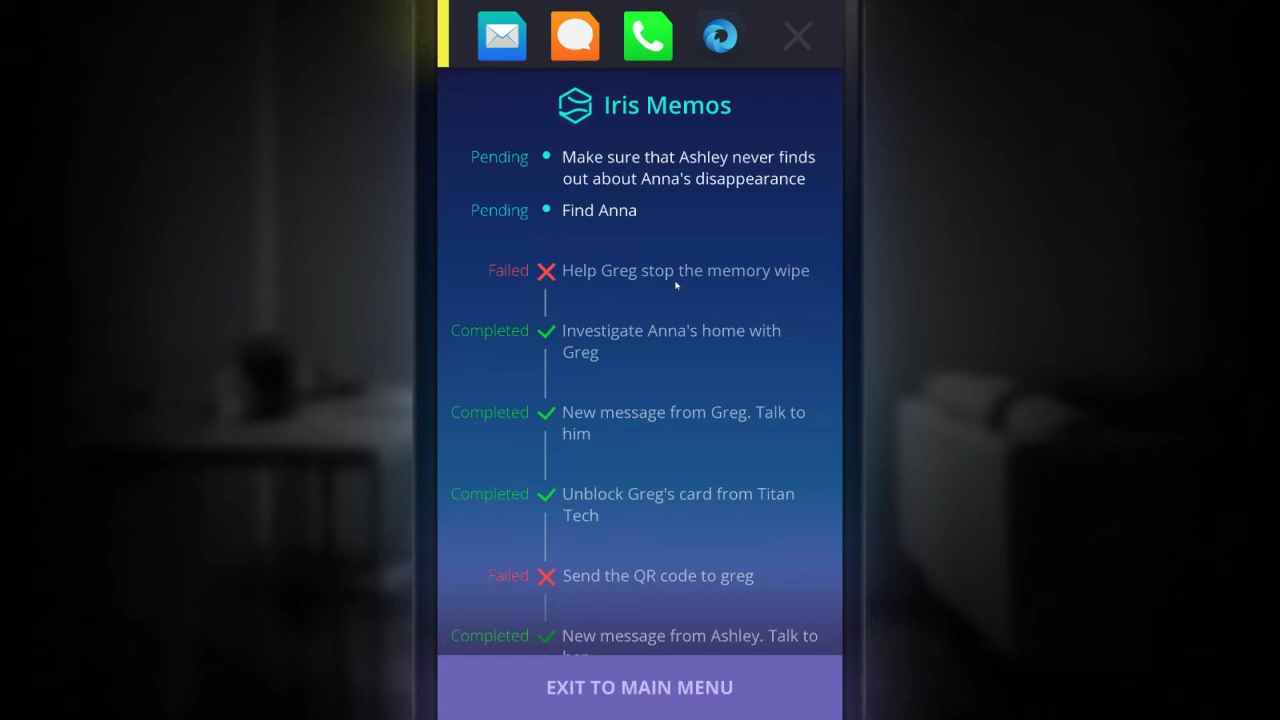 Iris Memos
Pending
Make sure that Ashley never finds
out about Anna's disappearance
Pending
Find Anna
Failed
Help Greg stop the memory wipe
Completed
Investigate Anna's home with
Greg
Completed
New message from Greg. Talk to
him
Completed
Unblock Greg's card from Titan
Tech
Failed
Send the QR code to greg
Completed
New message from Ashley. Talk to
EXIT TO MAIN MENU